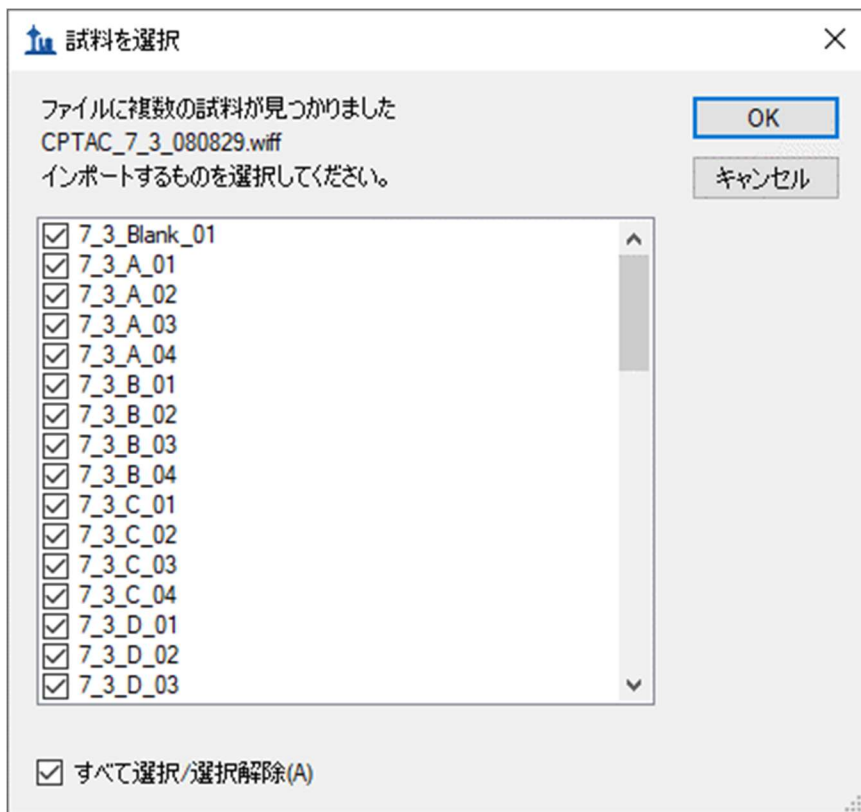 試料を選択
ファイルに複数の試料が見つかりました
CPTAC_7_3_080829.wiff
インポートするものを選択してください。
OK
キャンセル
7_3_Blank_01
7_3_A_01
7_3_A_02
7_3_A_03
7_3_A_04
7_3_B_01
7_3_B_02
7_3_B_03
7_3_B_04
7_3_C_01
7_3_C_02
7_3_C_03
7_3_C_04
7_3_D_01
7_3_D_02
7_3_D_03
すべて選択/選択解除(A)